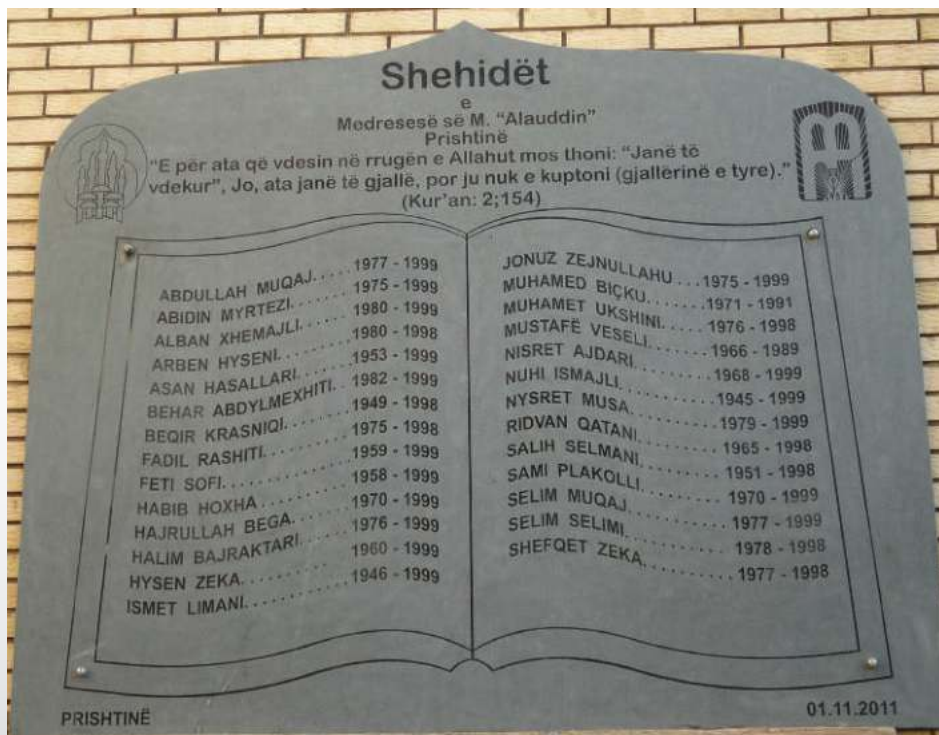 Shehidët
e
Medresesë së M. “Alauddin”
Prishtinë
“E për ata që vdesin në rrugën e Allahut mos thoni: “Janë të
vdekur”, Jo, ata janë të gjallë, por ju nuk e kuptoni (gjallërinë e tyre).”
(Kur’an: 2;154)
ABDULLAH MUQAJ.....1977 - 1999
ABIDIN MYRTEZI.......1975 - 1999
ALBAN XHEMAJLI......1980 - 1999
ARBEN HYSENI........1980 - 1998
ASAN HASALLARI......1953 - 1999
BEHAR ABDYLMEXHITI..1982 - 1999
BEQIR KRASNIQI.......1949 - 1998
FADIL RASHITI.........1975 - 1998
FETI SOFI.............1959 - 1999
HABIB HOXHA.........1958 - 1999
HAJRULLAH BEGA......1970 - 1999
HALIM BAJRAKTARI.....1976 - 1999
HYSEN ZEKA..........1960 - 1999
ISMET LIMANI.........1946 - 1999
JONUZ ZEJNULLAHU...1975 - 1999
MUHAMED BIÇKU......1971 - 1991
MUHAMET UKSHINI.....1976 - 1998
MUSTAFË VESELI......1966 - 1989
NISRET AJDARI........1968 - 1999
NUHI ISMAJLI.........1945 - 1999
NYSRET MUSA........1979 - 1999
RIDVAN QATANI.......1965 - 1998
SALIH SELMANI.......1951 - 1998
SAMI PLAKOLLI.......1970 - 1999
SELIM MUQAJ........1977 - 1999
SELIM SELIMI.........1978 - 1998
SHEFQET ZEKA.......1977 - 1998
PRISHTINË
01.11.2011